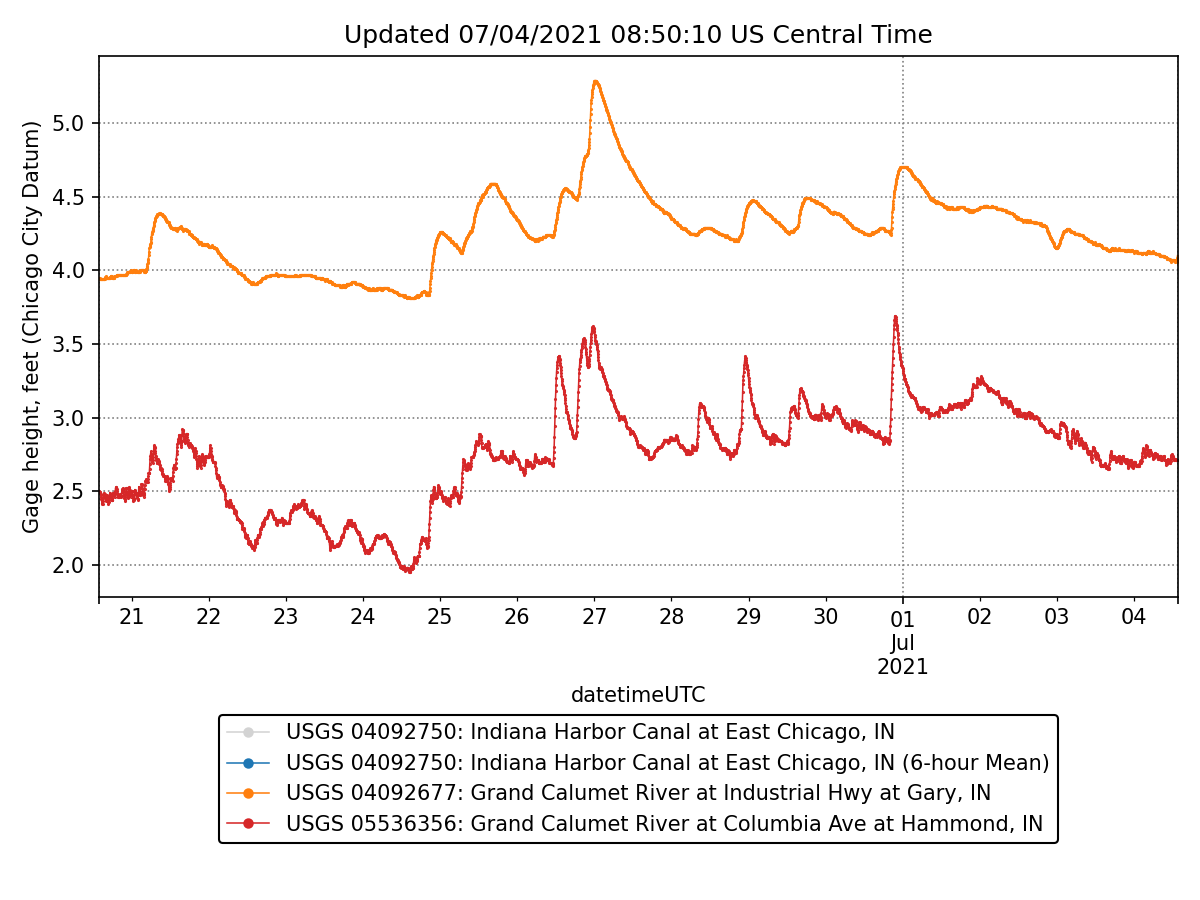 Updated 07/04/2021 08:50:10 US Central Time
Gage height, feet (Chicago City Datum)
5.0
4.5
4.0
3.5
3.0
2.5
2.0
21 22 23 24 25 26 27 28 29 30 01 02 03 04
Jul
2021
datetimeUTC
USGS 04092750: Indiana Harbor Canal at East Chicago, IN
USGS 04092750: Indiana Harbor Canal at East Chicago, IN (6-hour Mean)
USGS 04092677: Grand Calumet River at Industrial Hwy at Gary, IN
USGS 05536356: Grand Calumet River at Columbia Ave at Hammond, IN